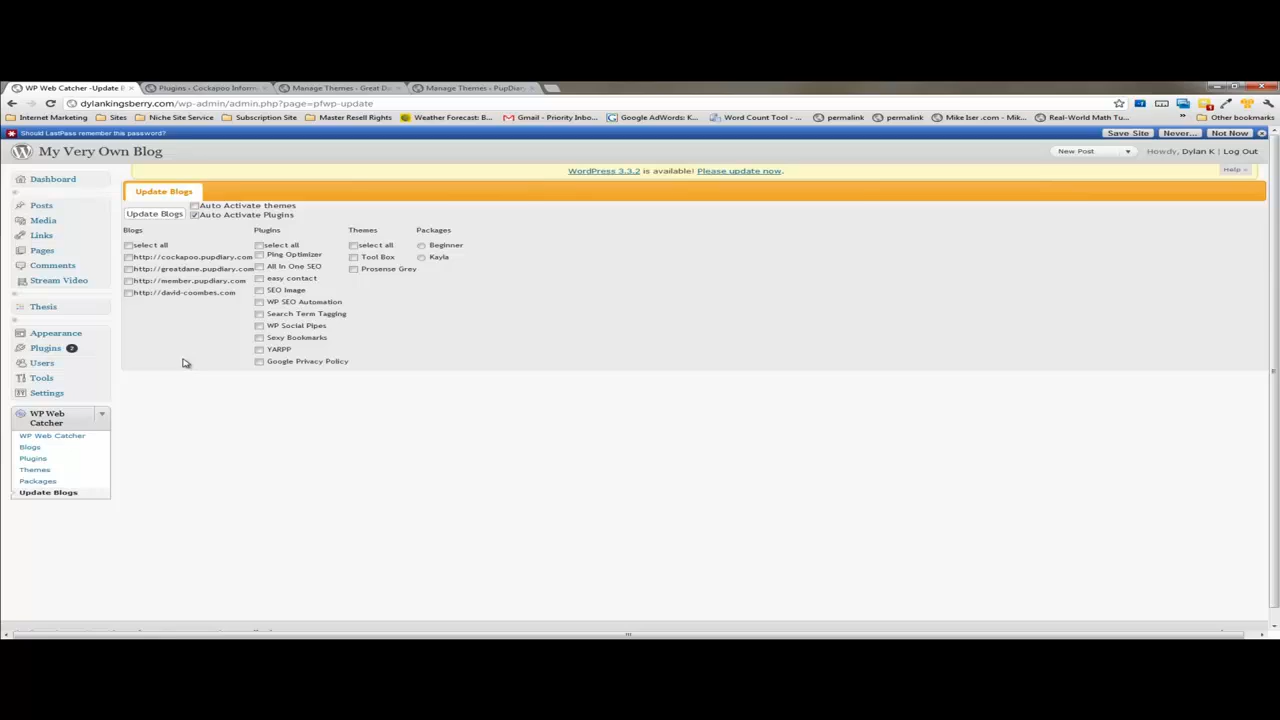 WP Web Catcher -Update B
Plugins - Cockapoo Inform
Manage Themes - Great Da
Manage Themes - PupDiar
dylankingsberry.com/wp-admin/admin.php?page=pfwp-update
Internet Marketing
Sites
Niche Site Service
Subscription Site
Master Resell Rights
Weather Forecast: B...
Gmail - Priority Inbo...
Google AdWords: K...
Word Count Tool - ...
permalink
permalink
Mike Iser .com - Mik...
Real-World Math Tu...
Other bookmarks
Should LastPass remember this password?
Save Site
Never...
Not Now
My Very Own Blog
New Post
Howdy, Dylan K | Log Out
WordPress 3.3.2 is available! Please update now.
Help
Dashboard
Posts
Media
Links
Pages
Comments
Stream Video
Thesis
Appearance
Plugins 2
Users
Tools
Settings
WP Web
Catcher
WP Web Catcher
Blogs
Plugins
Themes
Packages
Update Blogs
Update Blogs
Update Blogs
Auto Activate themes
Auto Activate Plugins
Blogs
select all
http://cockapoo.pupdiary.com
http://greatdane.pupdiary.com
http://member.pupdiary.com
http://david-coombes.com
Plugins
select all
Ping Optimizer
All In One SEO
easy contact
SEO Image
WP SEO Automation
Search Term Tagging
WP Social Pipes
Sexy Bookmarks
YARPP
Google Privacy Policy
Themes
select all
Tool Box
Prosense Grey
Packages
Beginner
Kayla